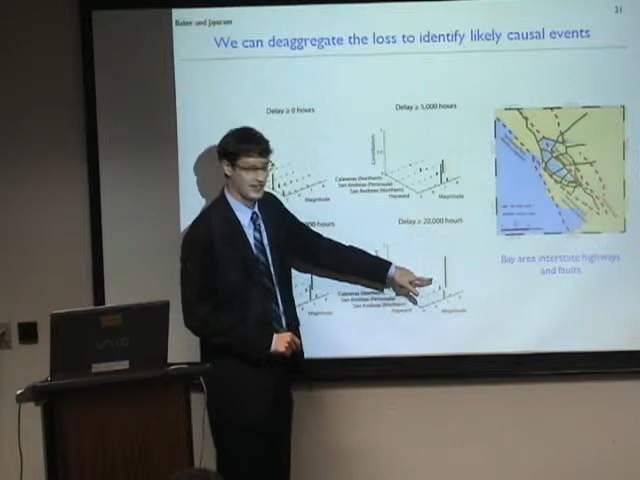 Baker and Jayaram
21
We can deaggregate the loss to identify likely causal events
Delay ≥ 0 hours
Delay ≥ 5,000 hours
Contribution
Magnitude
Calaveras (Northern)
San Andreas (Peninsula)
San Andreas (Northern)
Hayward
Magnitude
hours
Delay ≥ 20,000 hours
Magnitude
Calaveras (Northern)
San Andreas (Peninsula)
San Andreas (Northern)
Hayward
Magnitude
Bay area interstate highways
and faults
VAIO